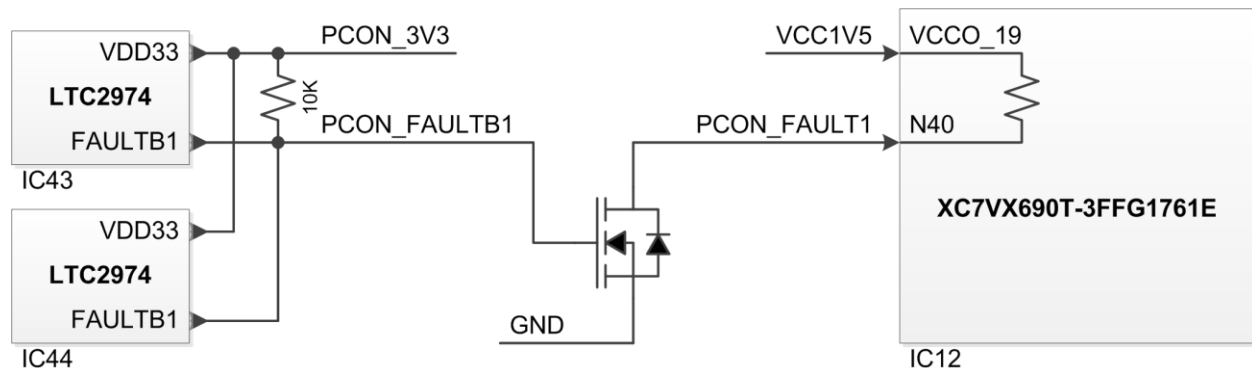 VDD33
LTC2974
FAULTB1
IC43
VDD33
LTC2974
FAULTB1
IC44
PCON_3V3
10K
PCON_FAULTB1
GND
VCC1V5
PCON_FAULT1
VCCO_19
N40
XC7VX690T-3FFG1761E
IC12